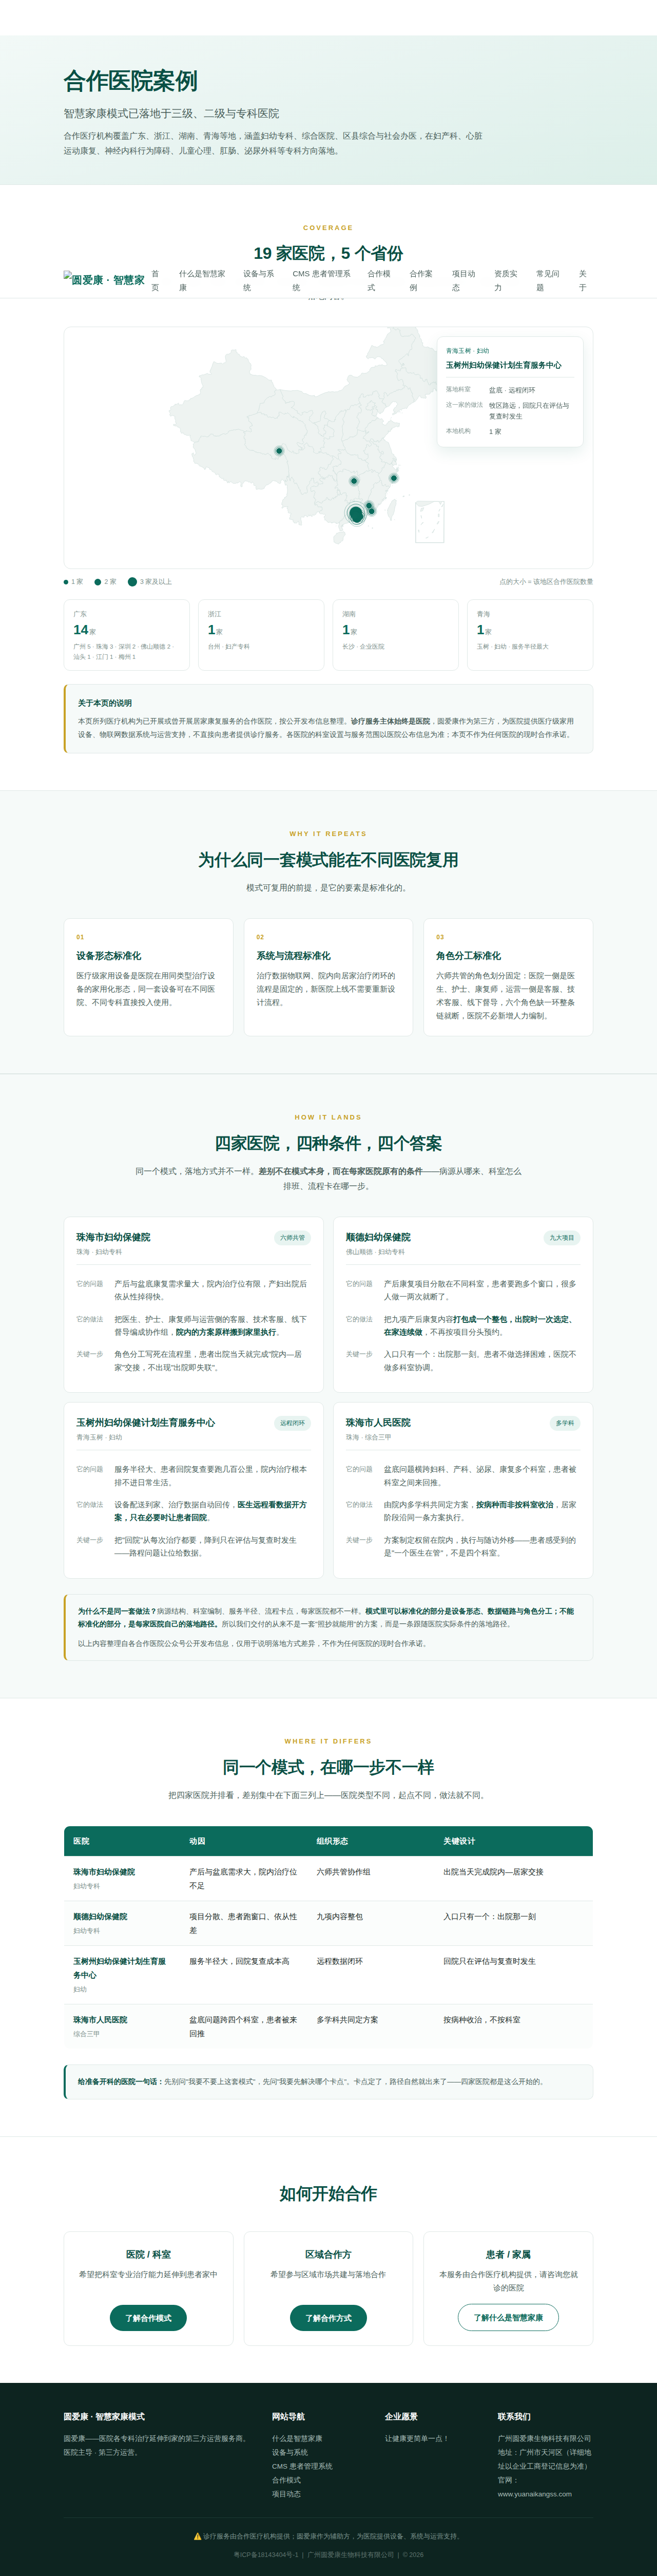 合作医院案例
智慧家康模式已落地于三级、二级与专科医院
合作医疗机构覆盖广东、浙江、湖南、青海等地，涵盖妇幼专科、综合医院、区县综合与社会办医，在妇产科、心脏
运动康复、神经内科行为障碍、儿童心理、肛肠、泌尿外科等专科方向落地。
COVERAGE
19 家医院，5 个省份
圆爱康 · 智慧家
首页
什么是智慧家康
设备与系统
CMS 患者管理系统
合作模式
合作案例
项目动态
资质实力
常见问题
关于
青海玉树 · 妇幼
玉树州妇幼保健计划生育服务中心
落地科室 盆底 · 远程闭环
这一家的做法 牧区路远，回院只在评估与
复查时发生
本地机构 1 家
1 家 2 家 3 家及以上
点的大小 = 该地区合作医院数量
广东
14家
广州 5 · 珠海 3 · 深圳 2 · 佛山顺德 2 ·
汕头 1 · 江门 1 · 梅州 1
浙江
1家
台州 · 妇产专科
湖南
1家
长沙 · 企业医院
青海
1家
玉树 · 妇幼 · 服务半径最大
关于本页的说明
本页所列医疗机构为已开展或曾开展居家康复服务的合作医院，按公开发布信息整理。诊疗服务主体始终是医院，圆爱康作为第三方，为医院提供医疗级家用
设备、物联网数据系统与运营支持，不直接向患者提供诊疗服务。各医院的科室设置与服务范围以医院公布信息为准；本页不作为任何医院的现时合作承诺。
WHY IT REPEATS
为什么同一套模式能在不同医院复用
模式可复用的前提，是它的要素是标准化的。
01
设备形态标准化
医疗级家用设备是医院在用同类型治疗设
备的家用化形态，同一套设备可在不同医
院、不同专科直接投入使用。
02
系统与流程标准化
治疗数据物联网、院内向居家治疗闭环的
流程是固定的，新医院上线不需要重新设
计流程。
03
角色分工标准化
六师共管的角色划分固定：医院一侧是医
生、护士、康复师，运营一侧是客服、技
术客服、线下督导，六个角色缺一环整条
链就断，医院不必新增人力编制。
HOW IT LANDS
四家医院，四种条件，四个答案
同一个模式，落地方式并不一样。差别不在模式本身，而在每家医院原有的条件——病源从哪来、科室怎么
排班、流程卡在哪一步。
珠海市妇幼保健院 六师共管
珠海 · 妇幼专科
它的问题 产后与盆底康复需求量大，院内治疗位有限，产妇出院后
依从性掉得快。
它的做法 把医生、护士、康复师与运营侧的客服、技术客服、线下
督导编成协作组，院内的方案原样搬到家里执行。
关键一步 角色分工写死在流程里，患者出院当天就完成“院内—居
家”交接，不出现“出院即失联”。
顺德妇幼保健院 九大项目
佛山顺德 · 妇幼专科
它的问题 产后康复项目分散在不同科室，患者要跑多个窗口，很多
人做一两次就断了。
它的做法 把九项产后康复内容打包成一个整包，出院时一次选定、
在家连续做，不再按项目分头预约。
关键一步 入口只有一个：出院那一刻。患者不做选择困难，医院不
做多科室协调。
玉树州妇幼保健计划生育服务中心 远程闭环
青海玉树 · 妇幼
它的问题 服务半径大、患者回院复查要跑几百公里，院内治疗根本
排不进日常生活。
它的做法 设备配送到家、治疗数据自动回传，医生远程看数据开方
案，只在必要时让患者回院。
关键一步 把“回院”从每次治疗都要，降到只在评估与复查时发生
——路程问题让位给数据。
珠海市人民医院 多学科
珠海 · 综合三甲
它的问题 盆底问题横跨妇科、产科、泌尿、康复多个科室，患者被
科室之间来回推。
它的做法 由院内多学科共同定方案，按病种而非按科室收治，居家
阶段沿同一条方案执行。
关键一步 方案制定权留在院内，执行与随访外移——患者感受到的
是“一个医生在管”，不是四个科室。
为什么不是同一套做法？病源结构、科室编制、服务半径、流程卡点，每家医院都不一样。模式里可以标准化的部分是设备形态、数据链路与角色分工；不能
标准化的部分，是每家医院自己的落地路径。所以我们交付的从来不是一套“照抄就能用”的方案，而是一条跟随医院实际条件的落地路径。
以上内容整理自各合作医院公众号公开发布信息，仅用于说明落地方式差异，不作为任何医院的现时合作承诺。
WHERE IT DIFFERS
同一个模式，在哪一步不一样
把四家医院并排看，差别集中在下面三列上——医院类型不同，起点不同，做法就不同。
医院 动因 组织形态 关键设计
珠海市妇幼保健院
妇幼专科
产后与盆底需求大，院内治疗位
不足
六师共管协作组
出院当天完成院内—居家交接
顺德妇幼保健院
妇幼专科
项目分散、患者跑窗口、依从性
差
九项内容整包
入口只有一个：出院那一刻
玉树州妇幼保健计划生育服
务中心
妇幼
服务半径大，回院复查成本高
远程数据闭环
回院只在评估与复查时发生
珠海市人民医院
综合三甲
盆底问题跨四个科室，患者被来
回推
多学科共同定方案
按病种收治，不按科室
给准备开科的医院一句话：先别问“我要不要上这套模式”，先问“我要先解决哪个卡点”。卡点定了，路径自然就出来了——四家医院都是这么开始的。
如何开始合作
医院 / 科室
希望把科室专业治疗能力延伸到患者家中
了解合作模式
区域合作方
希望参与区域市场共建与落地合作
了解合作方式
患者 / 家属
本服务由合作医疗机构提供，请咨询您就
诊的医院
了解什么是智慧家康
圆爱康 · 智慧家康模式
圆爱康——医院各专科治疗延伸到家的第三方运营服务商。
医院主导 · 第三方运营。
网站导航
什么是智慧家康
设备与系统
CMS 患者管理系统
合作模式
项目动态
企业愿景
让健康更简单一点！
联系我们
广州圆爱康生物科技有限公司
地址：广州市天河区（详细地
址以企业工商登记信息为准）
官网：
www.yuanaikangss.com
⚠️ 诊疗服务由合作医疗机构提供；圆爱康作为辅助方，为医院提供设备、系统与运营支持。
粤ICP备18143404号-1 | 广州圆爱康生物科技有限公司 | © 2026